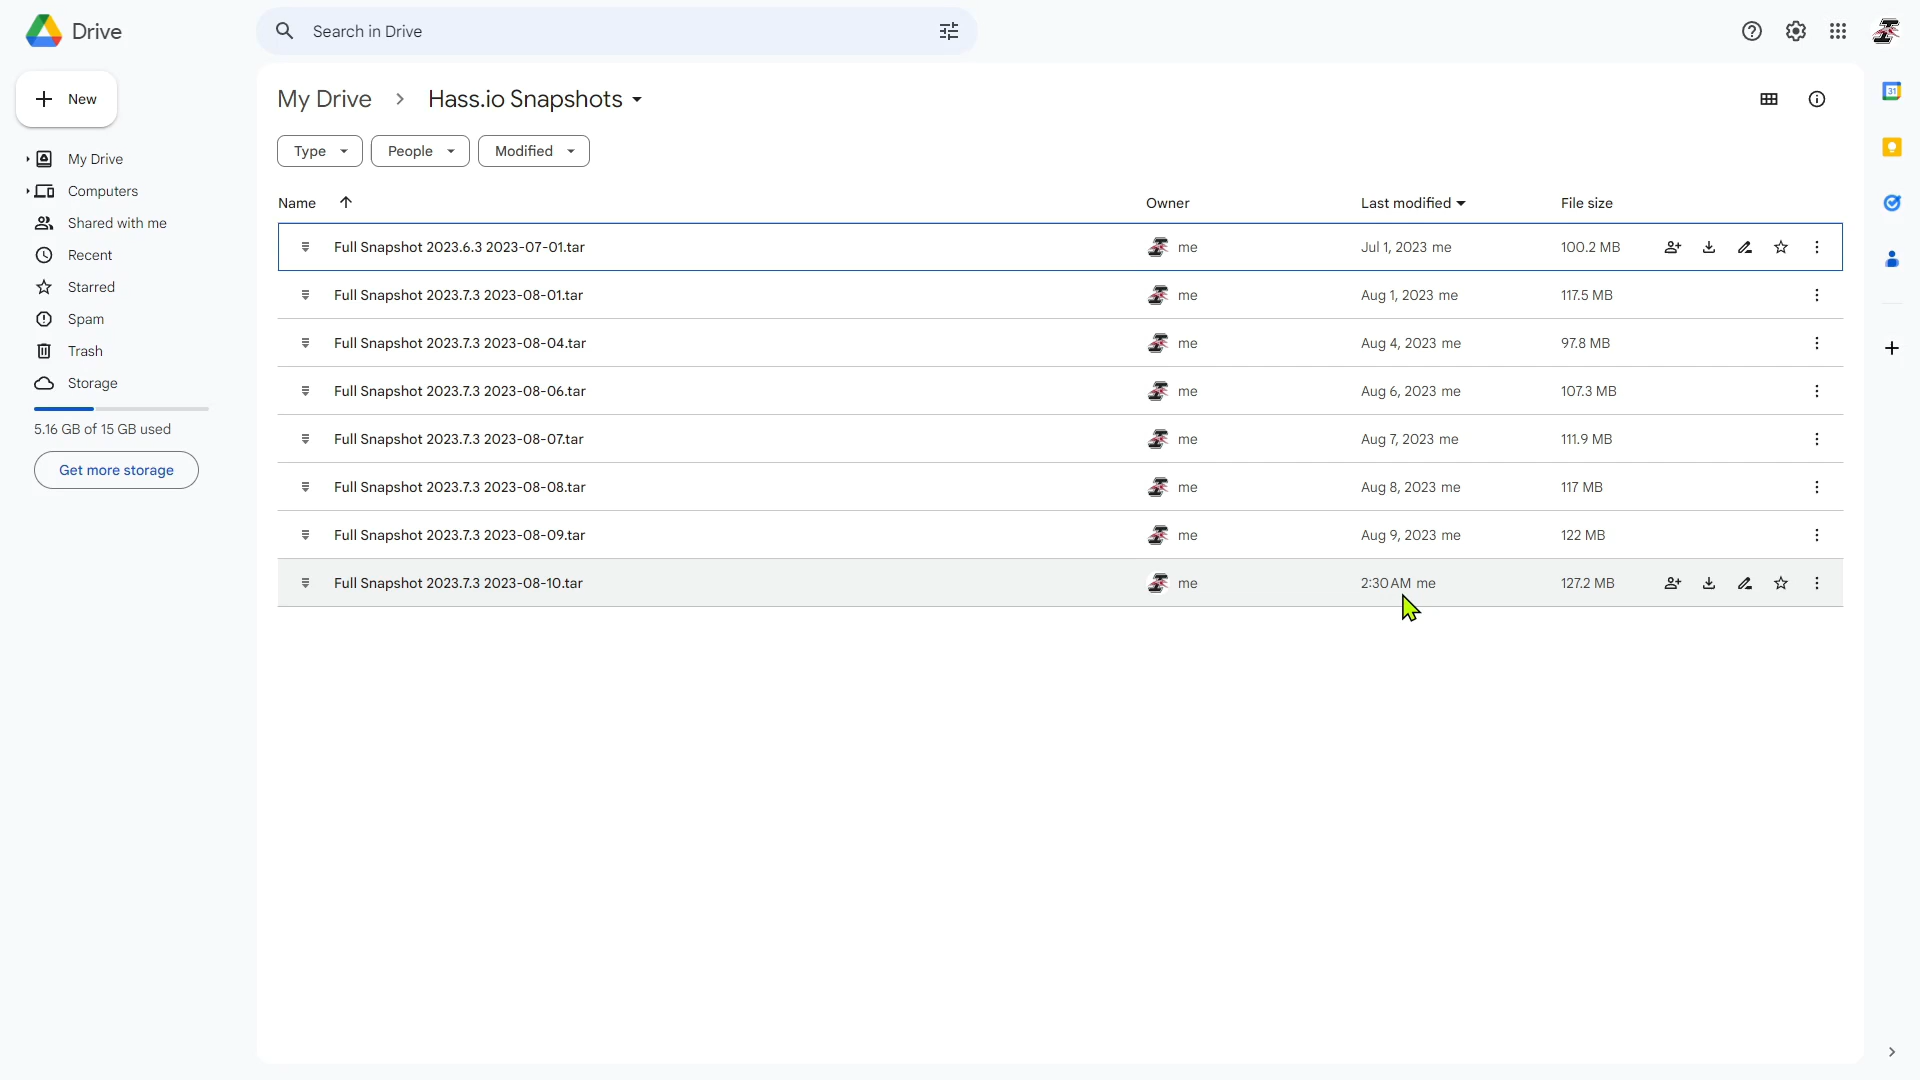 Drive
Search in Drive
New
My Drive
Computers
Shared with me
Recent
Starred
Spam
Trash
Storage
5.16 GB of 15 GB used
Get more storage
My Drive > Hass.io Snapshots
Type People Modified
Name Owner Last modified File size
Full Snapshot 2023.6.3 2023-07-01.tar me Jul 1, 2023 me 100.2 MB
Full Snapshot 2023.7.3 2023-08-01.tar me Aug 1, 2023 me 117.5 MB
Full Snapshot 2023.7.3 2023-08-04.tar me Aug 4, 2023 me 97.8 MB
Full Snapshot 2023.7.3 2023-08-06.tar me Aug 6, 2023 me 107.3 MB
Full Snapshot 2023.7.3 2023-08-07.tar me Aug 7, 2023 me 111.9 MB
Full Snapshot 2023.7.3 2023-08-08.tar me Aug 8, 2023 me 117 MB
Full Snapshot 2023.7.3 2023-08-09.tar me Aug 9, 2023 me 122 MB
Full Snapshot 2023.7.3 2023-08-10.tar me 2:30 AM me 127.2 MB
31